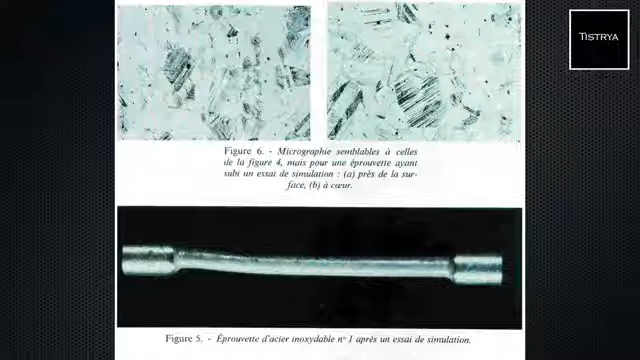 TISTRYA
Figure 6. - Micrographie semblables à celles
de la figure 4, mais pour une éprouvette ayant
subi un essai de simulation : (a) près de la sur-
face, (b) à cœur.
Figure 5. - Éprouvette d'acier inoxydable n° 1 après un essai de simulation.